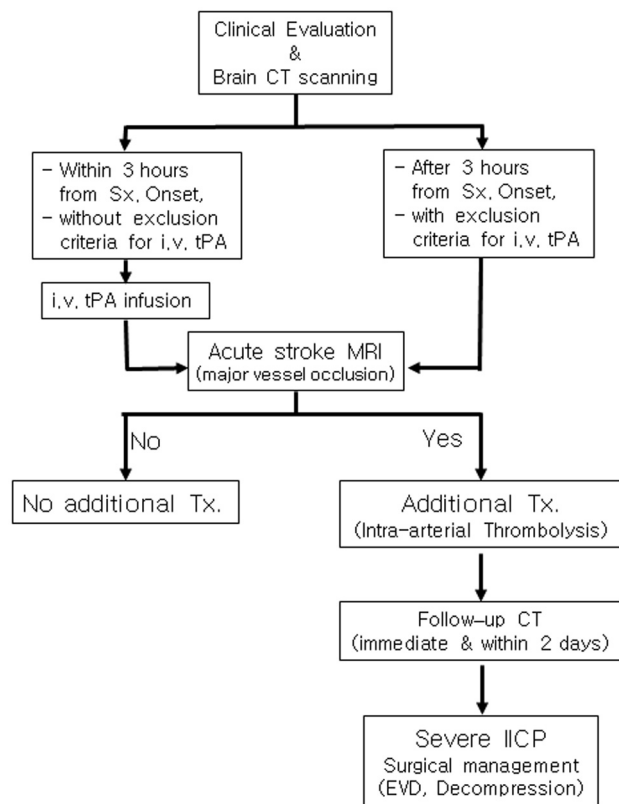 Clinical Evaluation
&
Brain CT scanning
- Within 3 hours
from Sx. Onset,
- without exclusion
criteria for i.v. tPA
- After 3 hours
from Sx. Onset,
- with exclusion
criteria for i.v. tPA
i.v. tPA infusion
Acute stroke MRI
(major vessel occlusion)
No
Yes
No additional Tx.
Additional Tx.
(Intra-arterial Thrombolysis)
Follow-up CT
(immediate & within 2 days)
Severe IICP
Surgical management
(EVD, Decompression)